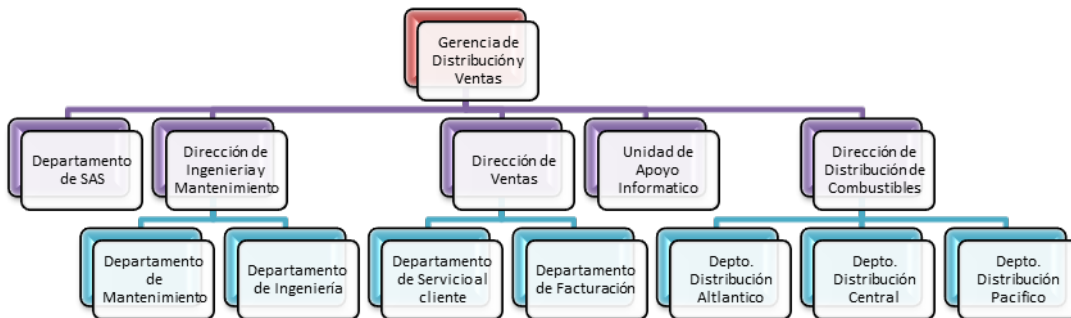 Gerencia de
Distribución y
Ventas
Departamento
de SAS
Dirección de
Ingenieria y
Mantenimiento
Dirección de
Ventas
Unidad de
Apoyo
Informatico
Dirección de
Distribución de
Combustibles
Departamento
de
Mantenimiento
Departamento
de Ingeniería
Departamento
de Servicio al
cliente
Departamento
de Facturación
Depto.
Distribución
Altlantico
Depto.
Distribución
Central
Depto.
Distribución
Pacifico